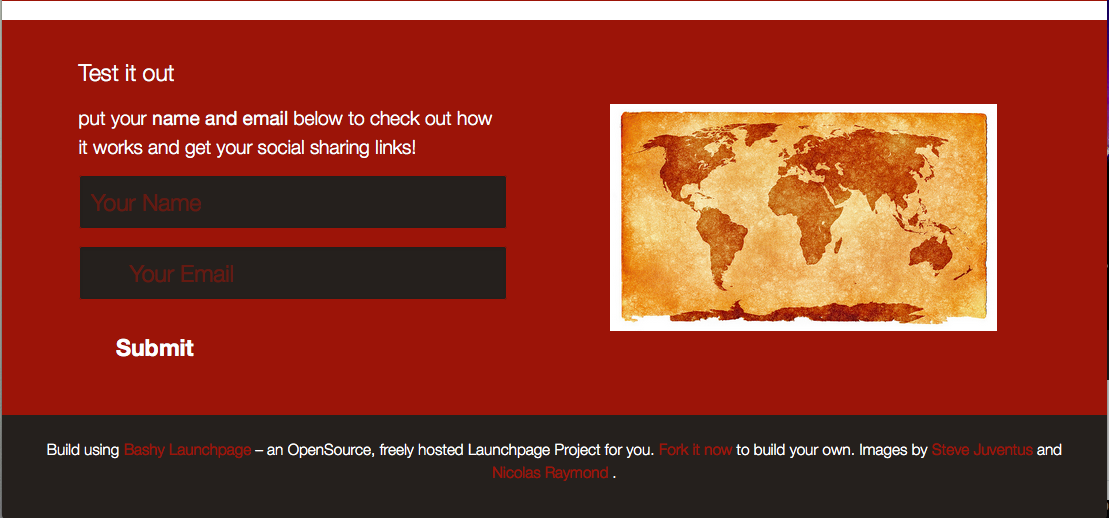 Test it out
put your name and email below to check out how
it works and get your social sharing links!
Your Name
Your Email
Submit
Build using Bashy Launchpage – an OpenSource, freely hosted Launchpage Project for you. Fork it now to build your own. Images by Steve Juventus and
Nicolas Raymond .